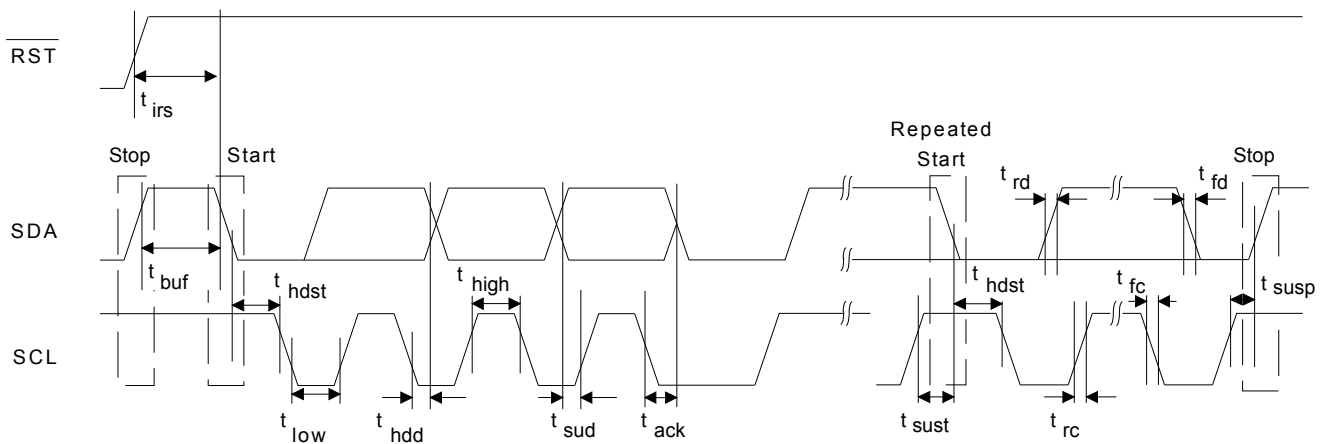 RST
t irs
Repeated
Stop Start Start Stop
t rd t fd
SDA
t buf t hdst t high t hdst t fc t susp
SCL
t low t hdd t sud t ack t sust t rc